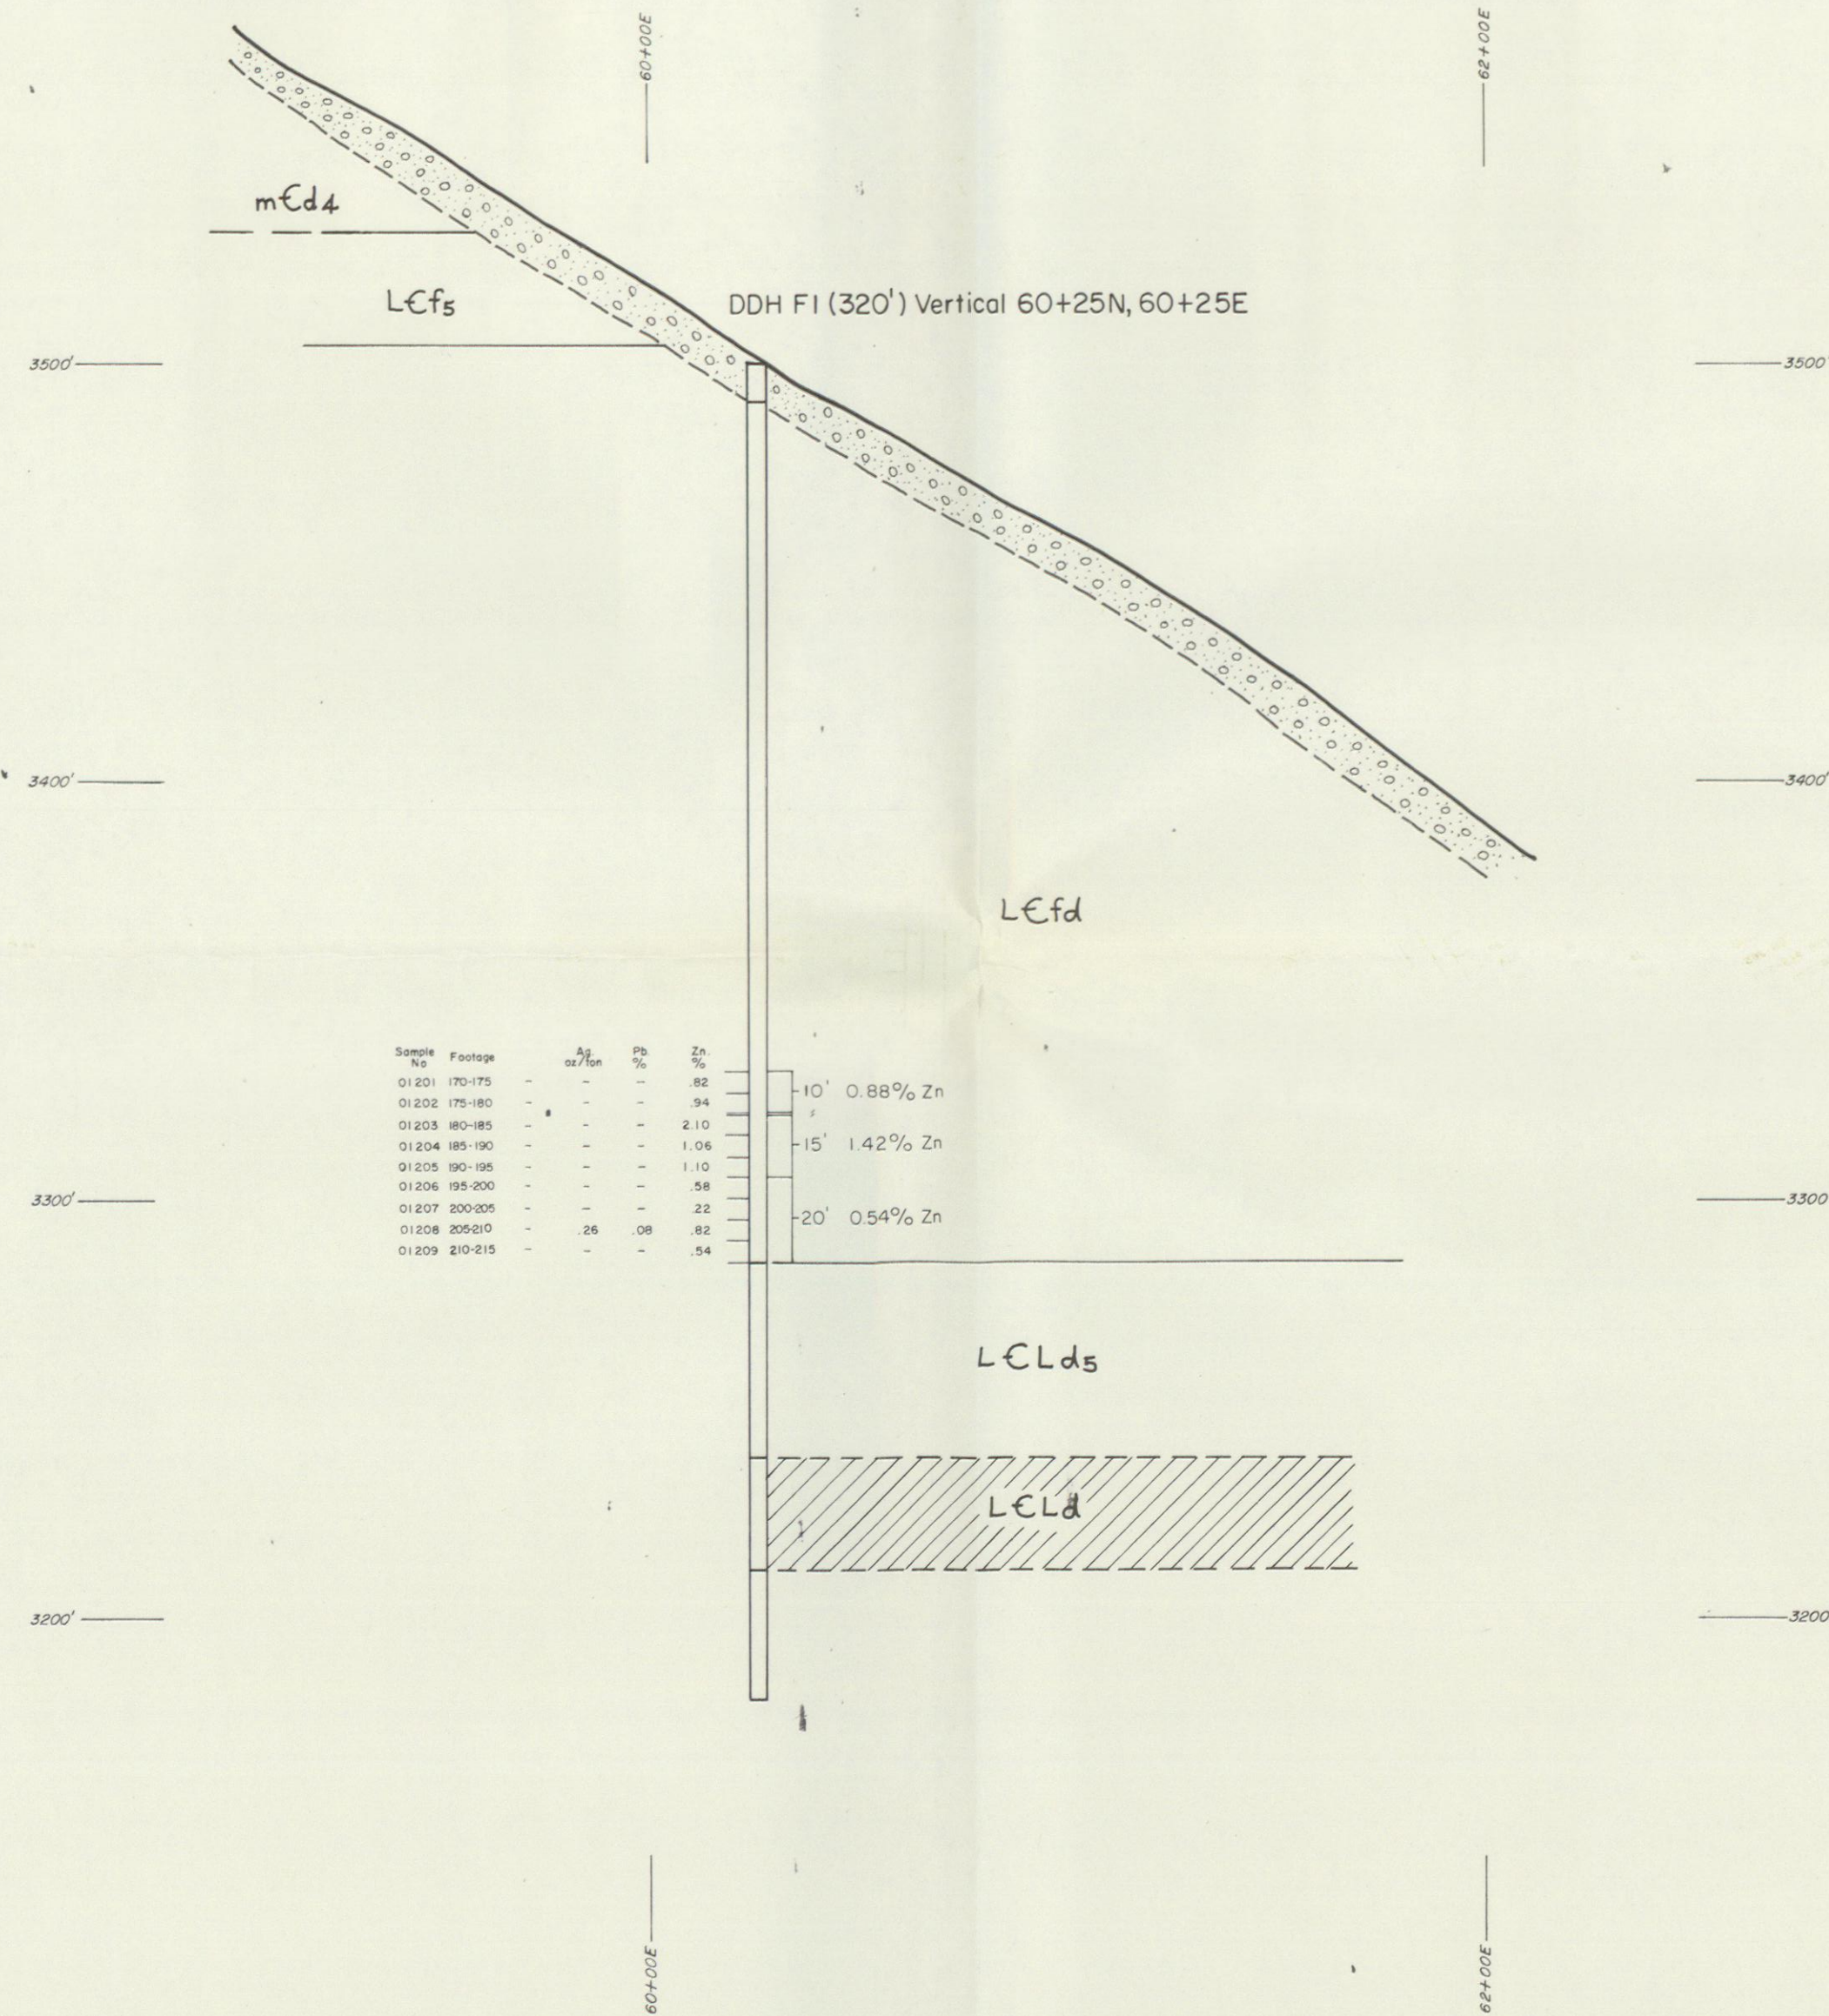 60+00E
62+00E
m€d4
L€f5
DDH F1 (320') Vertical 60+25N, 60+25E
3500'
3500'
3400'
3400'
L€fd
Sample No Footage Ag. oz/ton Pb. % Zn. %
01201 170-175 - - - .82
01202 175-180 - - - .94
01203 180-185 - - - 2.10
01204 185-190 - - - 1.06
01205 190-195 - - - 1.10
01206 195-200 - - - .58
01207 200-205 - - - .22
01208 205-210 - .26 .08 .82
01209 210-215 - - - .54
10' 0.88% Zn
15' 1.42% Zn
20' 0.54% Zn
3300'
3300'
L€Ld5
L€Ld
3200'
3200
60+00E
62+00E